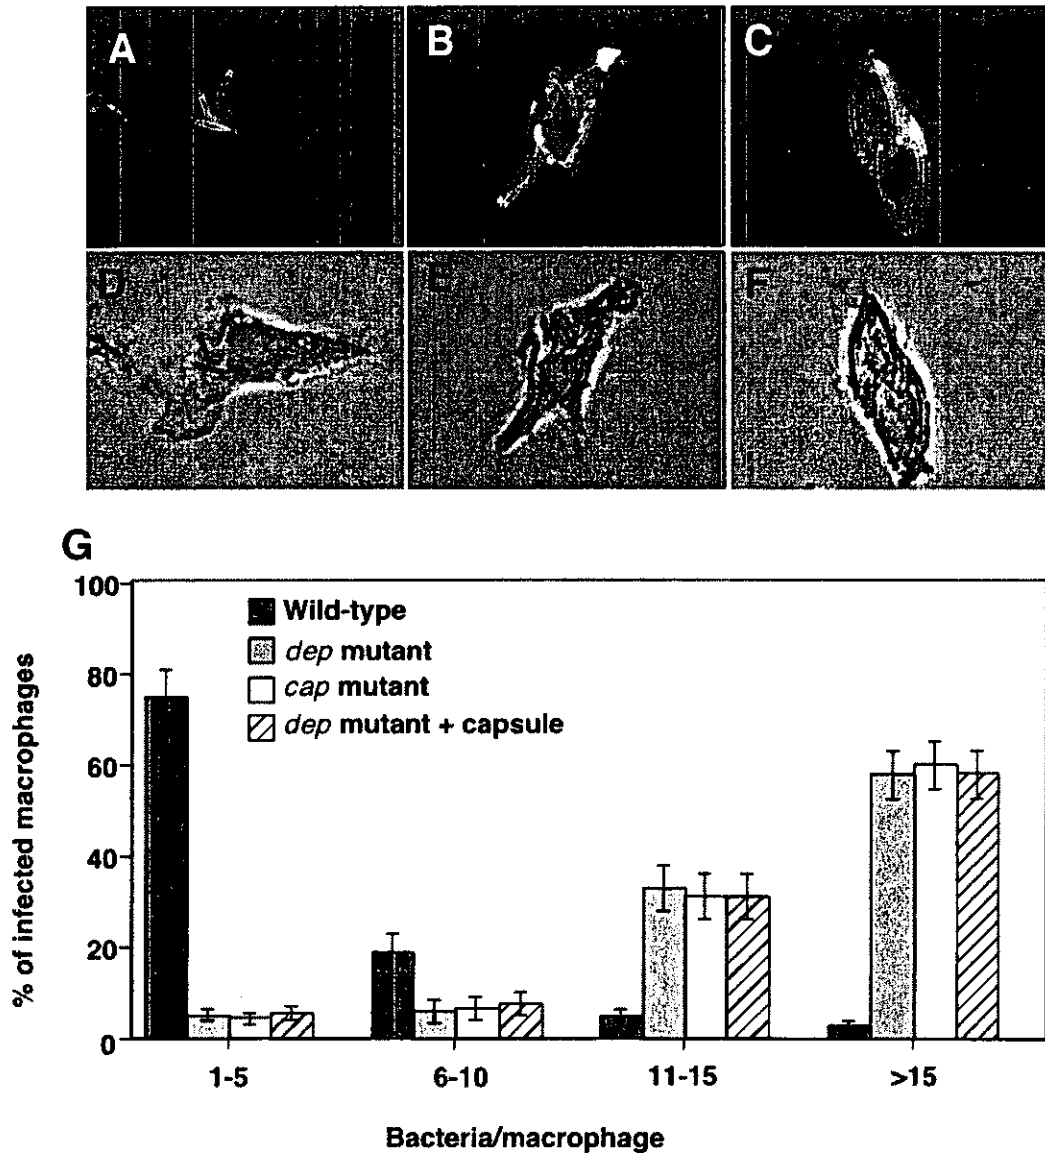 A
B
C
D
E
F
G
100
80
60
40
20
0
% of infected macrophages
Wild-type
dep mutant
cap mutant
dep mutant + capsule
1-5
6-10
11-15
>15
Bacteria/macrophage